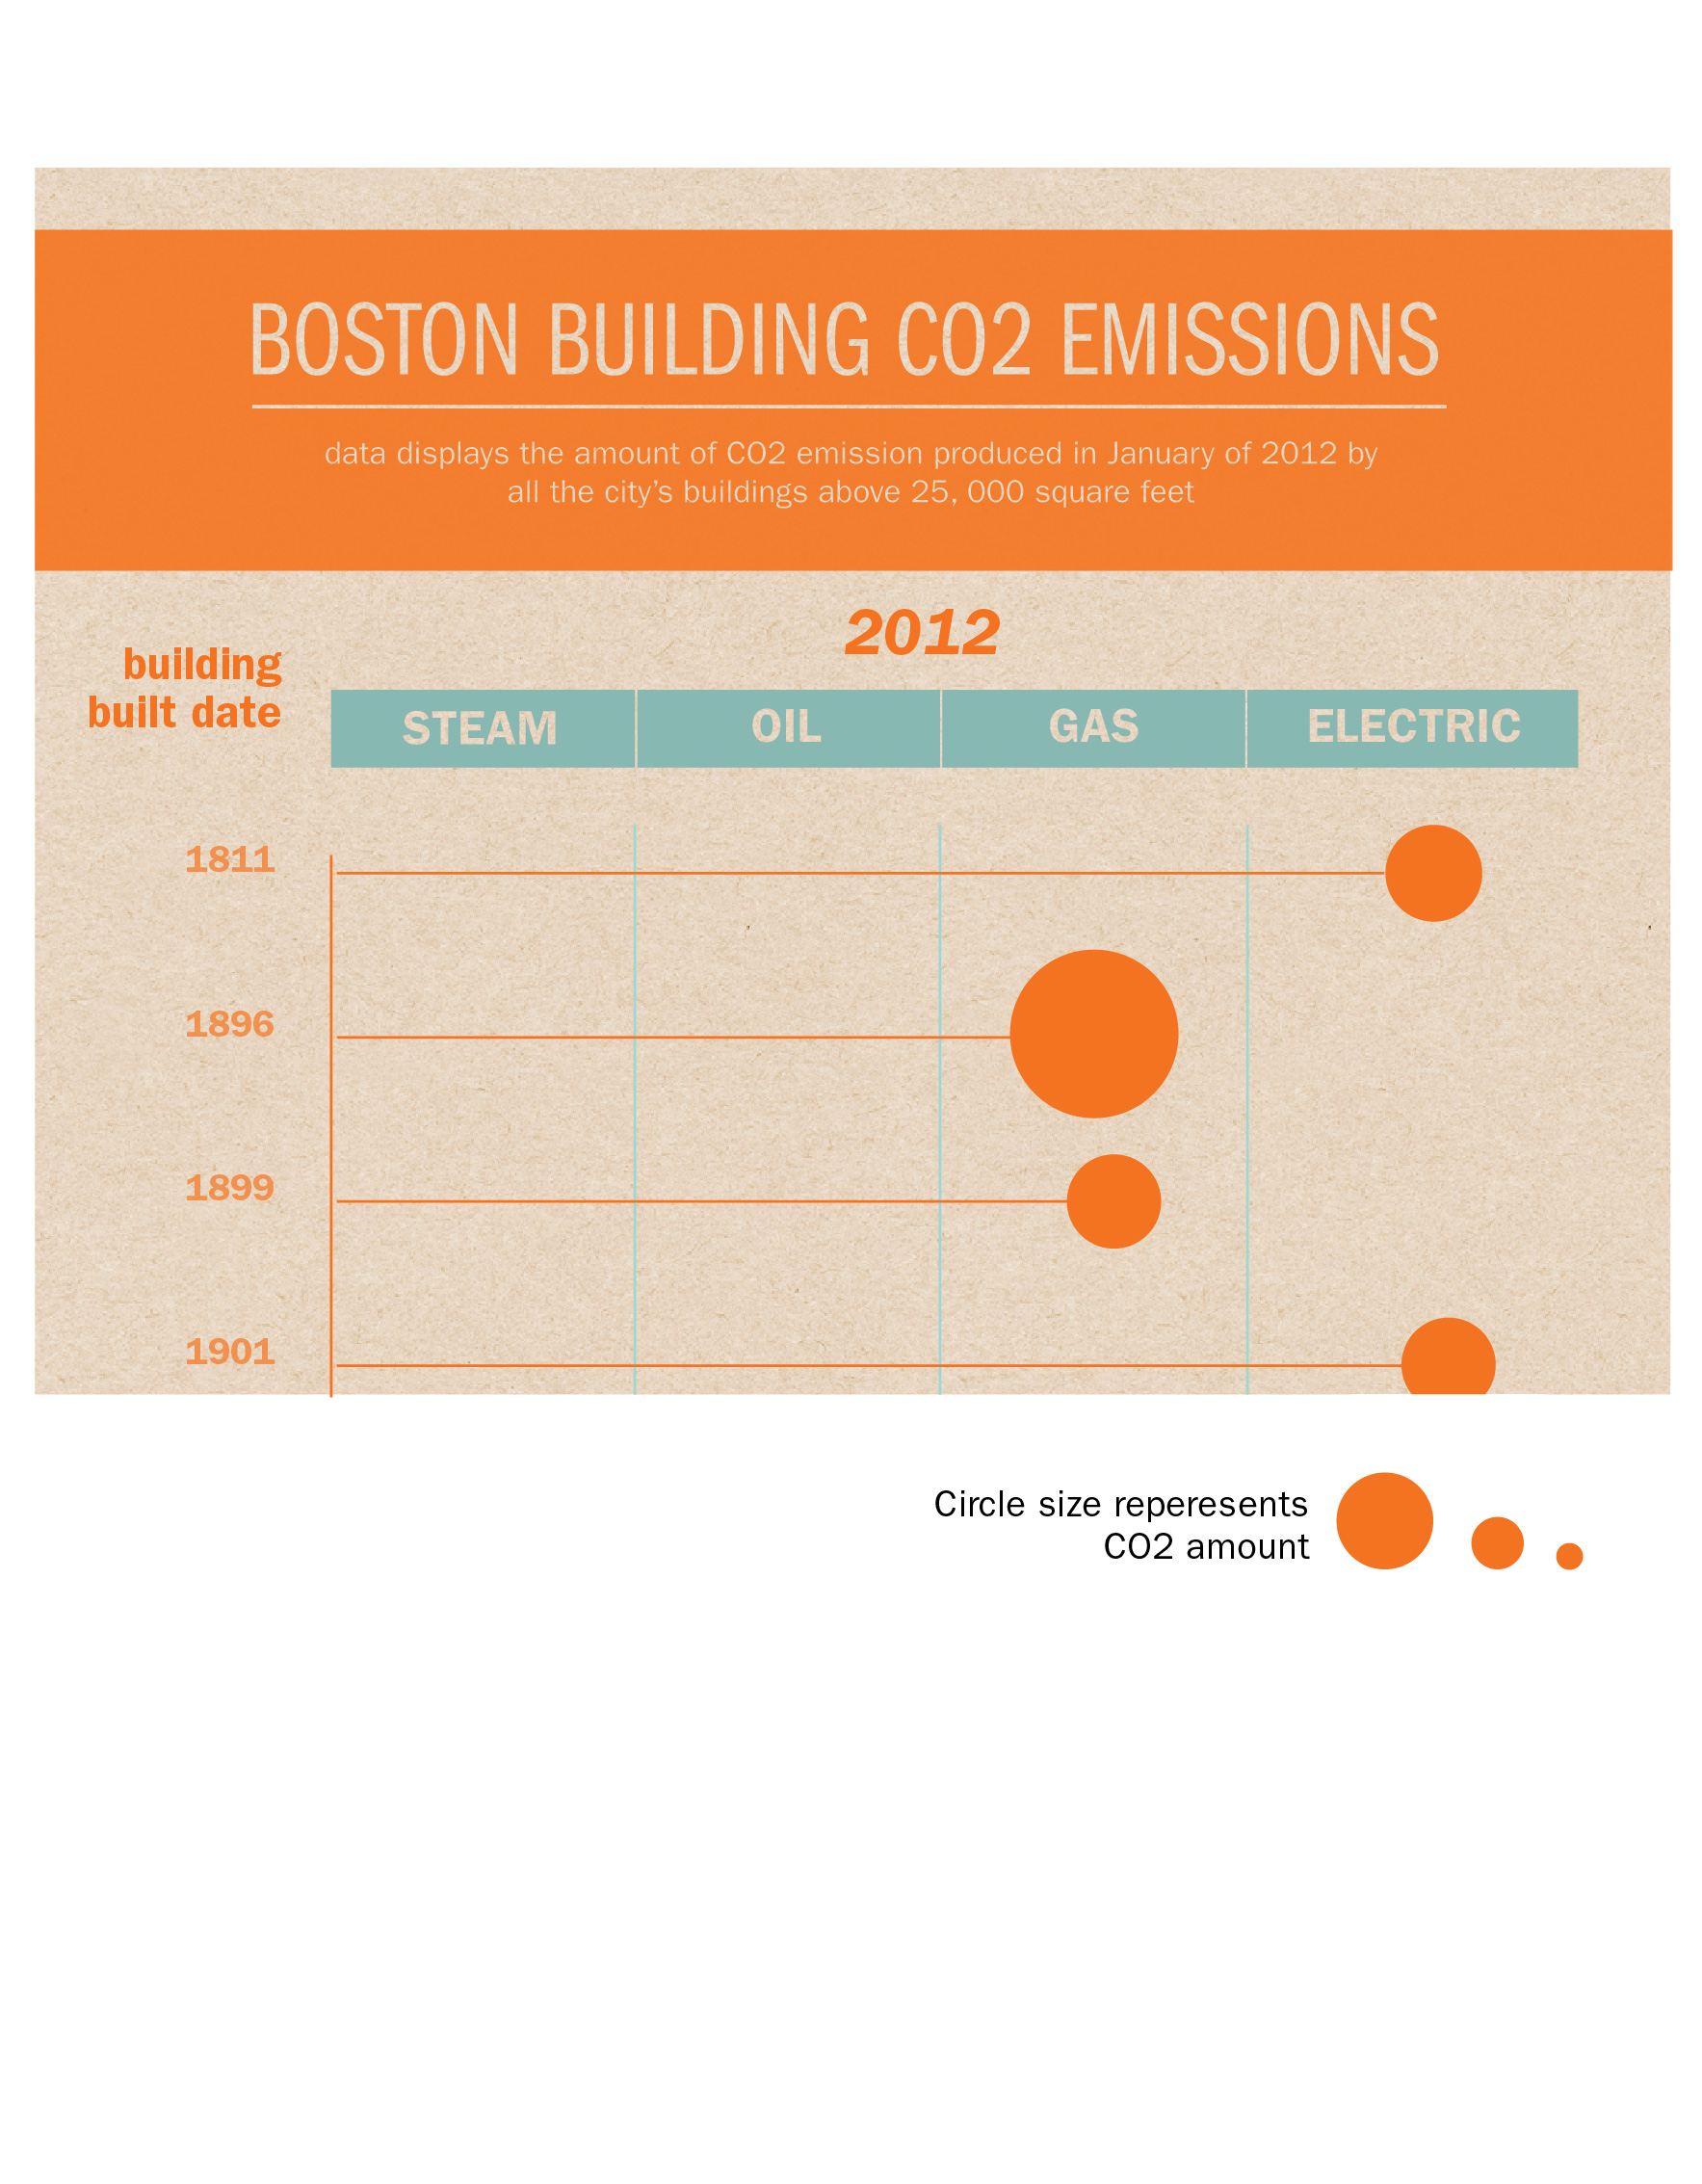 BOSTON BUILDING CO2 EMISSIONS
data displays the amount of CO2 emission produced in January of 2012 by
all the city's buildings above 25, 000 square feet
2012
building
built date
STEAM OIL GAS ELECTRIC
1811
1896
1899
1901
Circle size reperesents
CO2 amount